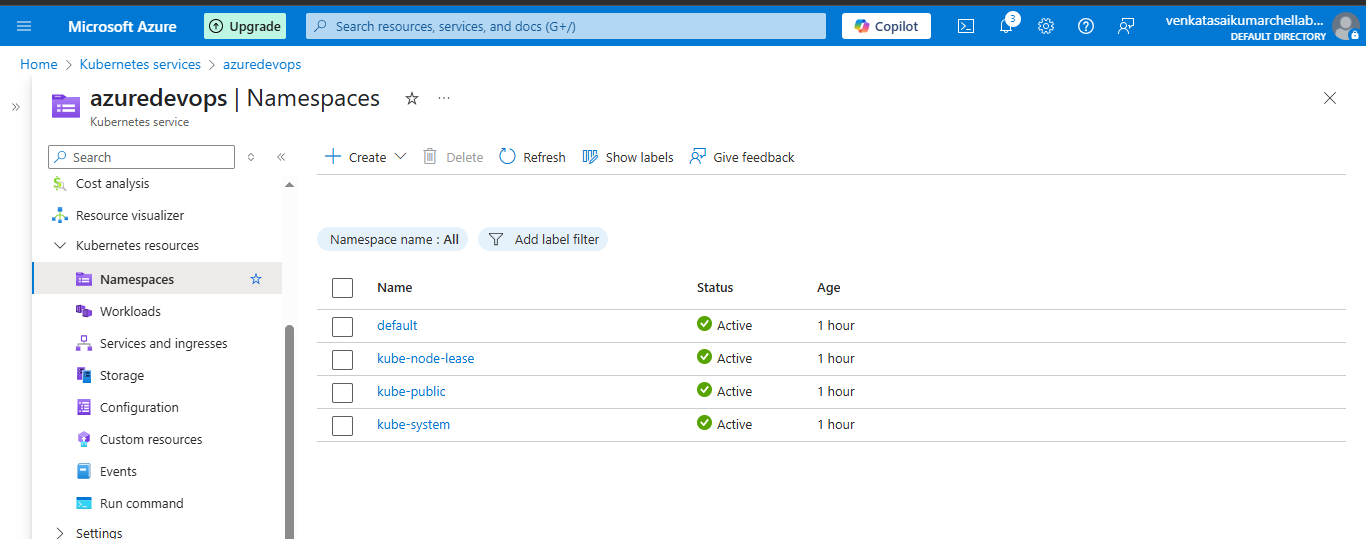 Microsoft Azure
Upgrade
Search resources, services, and docs (G+/)
Copilot
3
venkatasaikumarchellab...
DEFAULT DIRECTORY
Home > Kubernetes services > azuredevops
azuredevops | Namespaces
Kubernetes service
Search
Create
Delete
Refresh
Show labels
Give feedback
Cost analysis
Resource visualizer
Kubernetes resources
Namespaces
Workloads
Services and ingresses
Storage
Configuration
Custom resources
Events
Run command
Settings
Namespace name : All
Add label filter
Name Status Age
default Active 1 hour
kube-node-lease Active 1 hour
kube-public Active 1 hour
kube-system Active 1 hour